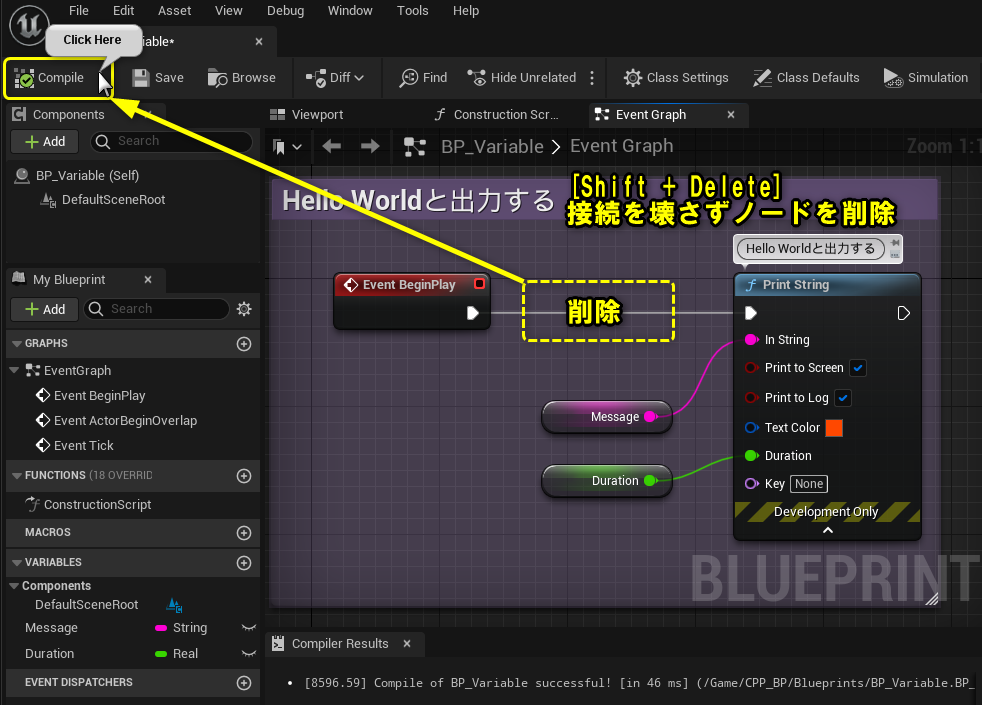 File Edit Asset View Debug Window Tools Help
Click Here
iable*
Compile Save Browse Diff Find Hide Unrelated Class Settings Class Defaults Simulation
Components Viewport Construction Scr... Event Graph
Add Search
BP_Variable Event Graph Zoom 1:1
BP_Variable (Self)
DefaultSceneRoot
Hello Worldと出力する
[Shift + Delete]
接続を壊さずノードを削除
Hello Worldと出力する
My Blueprint
Add Search
Event BeginPlay
削除
Print String
In String
Print to Screen
Print to Log
Text Color
Duration
Key None
Development Only
Message
Duration
GRAPHS
EventGraph
Event BeginPlay
Event ActorBeginOverlap
Event Tick
FUNCTIONS (18 OVERRID
ConstructionScript
MACROS
VARIABLES
Components
DefaultSceneRoot
Message String
Duration Real
EVENT DISPATCHERS
BLUEPRINT
Compiler Results
• [8596.59] Compile of BP_Variable successful! [in 46 ms] (/Game/CPP_BP/Blueprints/BP_Variable.BP_